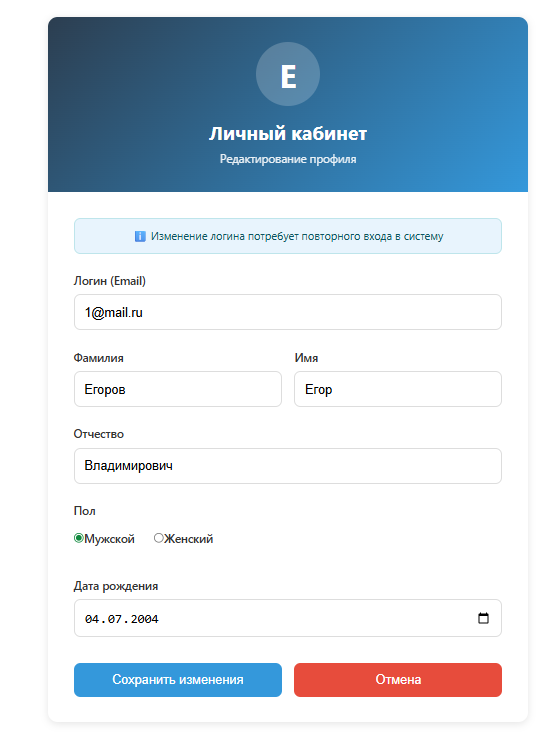 Е
Личный кабинет
Редактирование профиля
ℹ️ Изменение логина потребует повторного входа в систему
Логин (Email)
1@mail.ru
Фамилия Имя
Егоров Егор
Отчество
Владимирович
Пол
Мужской Женский
Дата рождения
04.07.2004
Сохранить изменения Отмена